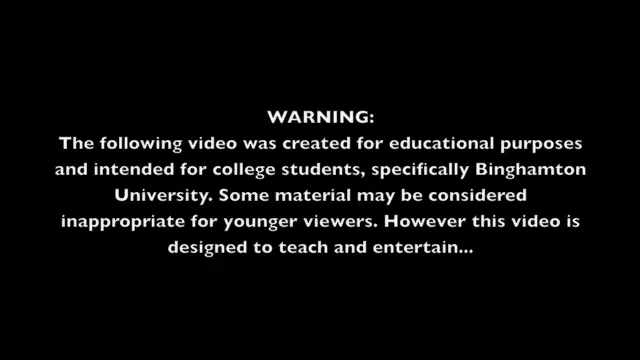 WARNING:
The following video was created for educational purposes
and intended for college students, specifically Binghamton
University. Some material may be considered
inappropriate for younger viewers. However this video is
designed to teach and entertain...